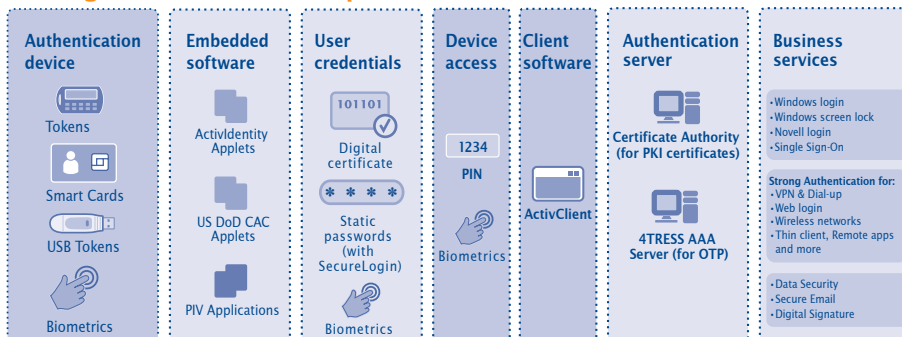 Authentication
device
Tokens
Smart Cards
USB Tokens
Biometrics
Embedded
software
ActivIdentity
Applets
US DoD CAC
Applets
PIV Applications
User
credentials
101101
Digital
certificate
* * * *
Static
passwords
(with
SecureLogin)
Biometrics
Device
access
1234
PIN
Biometrics
Client
software
ActivClient
Authentication
server
Certificate Authority
(for PKI certificates)
4TRESS AAA
Server (for OTP)
Business
services
•Windows login
•Windows screen lock
•Novell login
•Single Sign-On
Strong Authentication for:
•VPN & Dial-up
•Web login
•Wireless networks
•Thin client, Remote apps
and more
•Data Security
•Secure Email
•Digital Signature